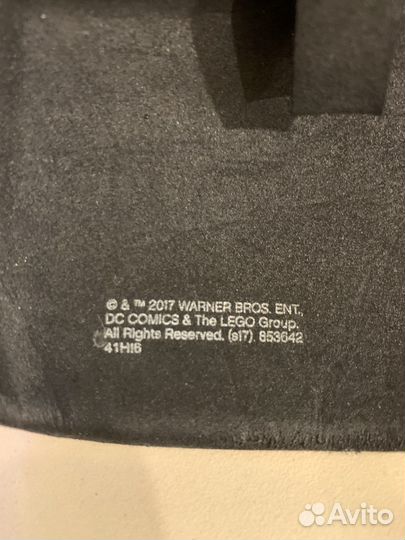 © & ™ 2017 WARNER BROS. ENT.,
DC COMICS & The LEGO Group.
All Rights Reserved. (s17). 853642
41H16
Avito